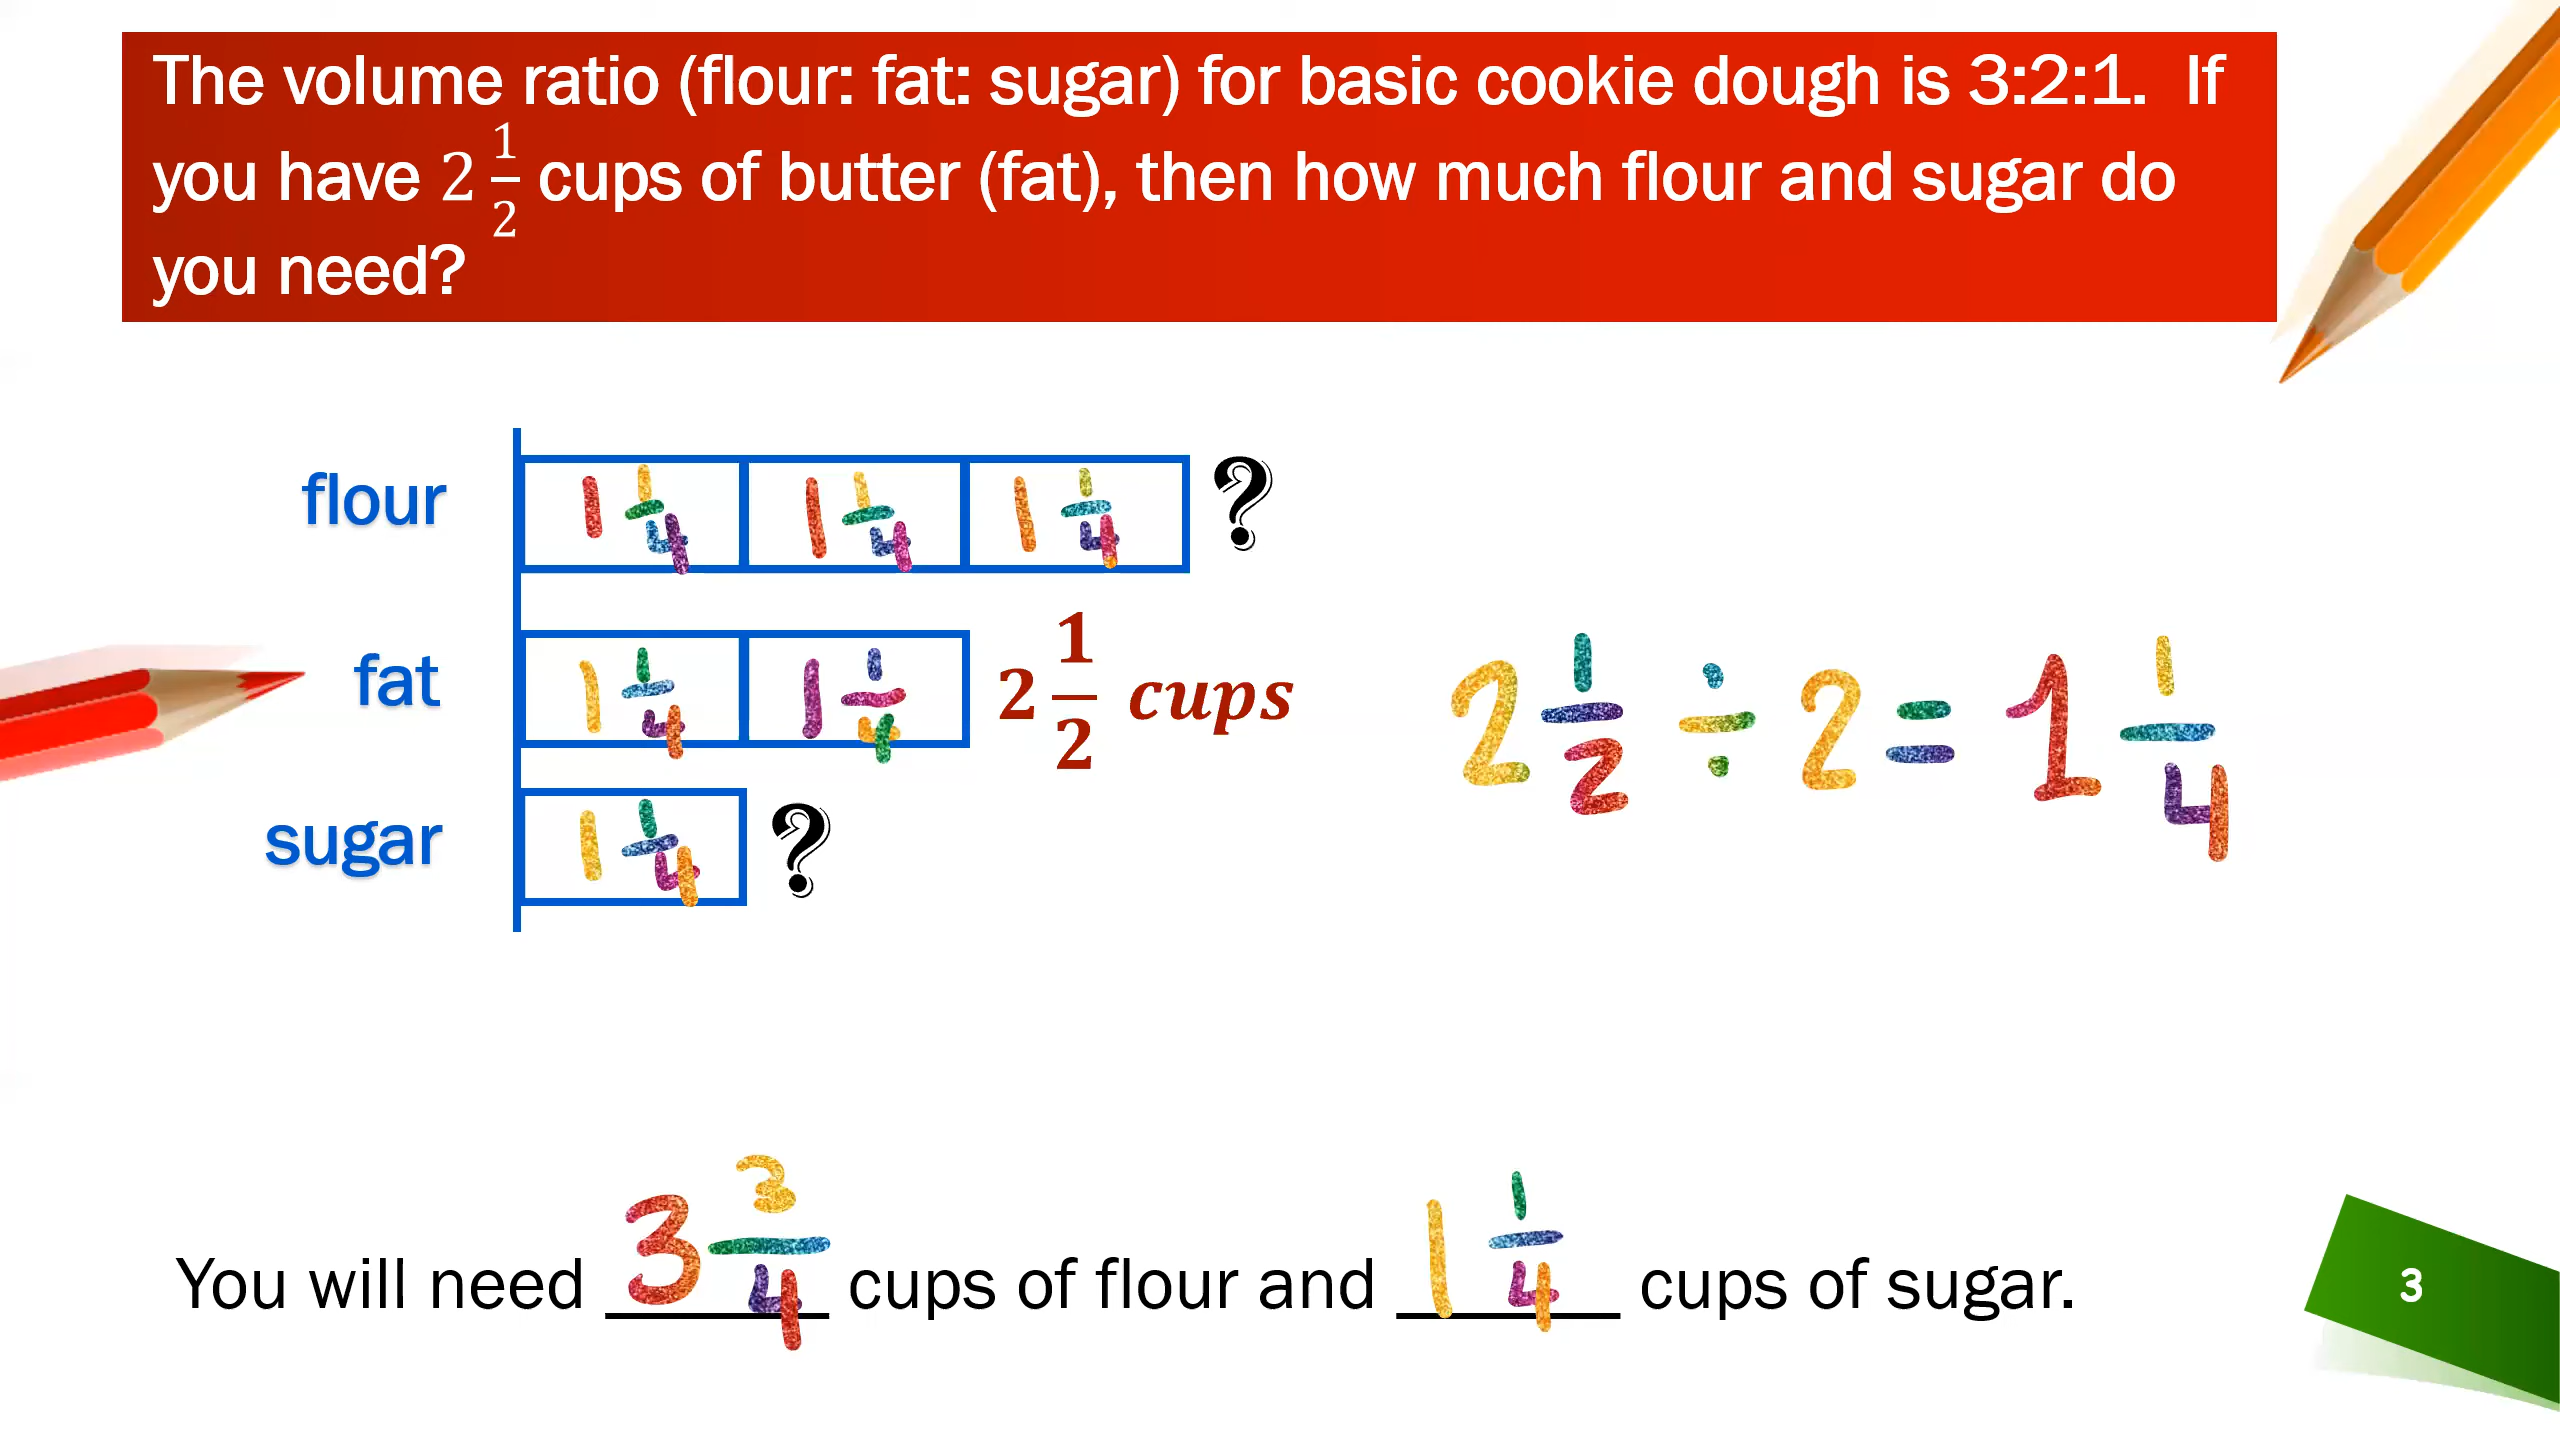 The volume ratio (flour: fat: sugar) for basic cookie dough is 3:2:1. If
you have 2 1/2 cups of butter (fat), then how much flour and sugar do
you need?
flour 1 1/4 1 1/4 1 1/4 ?
fat 1 1/4 1 1/4 2 1/2 cups
2 1/2 ÷ 2 = 1 1/4
sugar 1 1/4 ?
You will need 3 3/4 cups of flour and 1 1/4 cups of sugar.
3